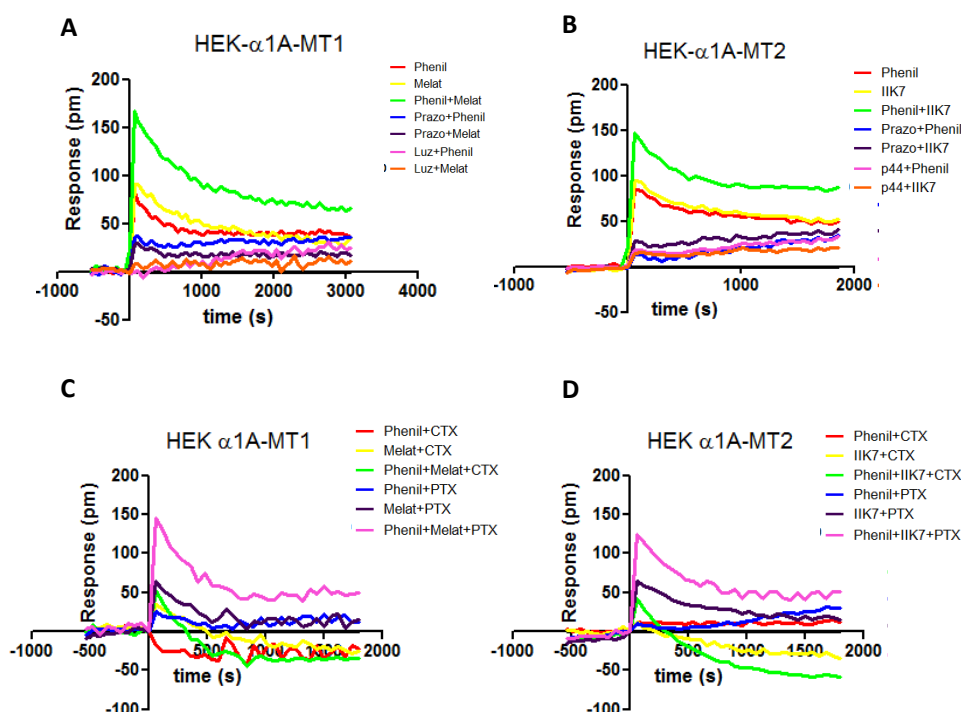 A
HEK-α1A-MT1
Response (pm)
200
150
100
50
-50
-1000
0
1000
2000
3000
4000
time (s)
Phenil
Melat
Phenil+Melat
Prazo+Phenil
Prazo+Melat
Luz+Phenil
Luz+Melat
B
HEK-α1A-MT2
Response (pm)
200
150
100
50
-50
-1000
0
1000
2000
time (s)
Phenil
IIK7
Phenil+IIK7
Prazo+Phenil
Prazo+IIK7
p44+Phenil
p44+IIK7
C
HEK α1A-MT1
Response (pm)
200
150
100
50
0
-50
-100
-1000
-500
500
1000
1500
2000
time (s)
Phenil+CTX
Melat+CTX
Phenil+Melat+CTX
Phenil+PTX
Melat+PTX
Phenil+Melat+PTX
D
HEK α1A-MT2
Response (pm)
200
150
100
50
0
-50
-100
-1000
-500
500
1000
1500
2000
time (s)
Phenil+CTX
IIK7+CTX
Phenil+IIK7+CTX
Phenil+PTX
IIK7+PTX
Phenil+IIK7+PTX